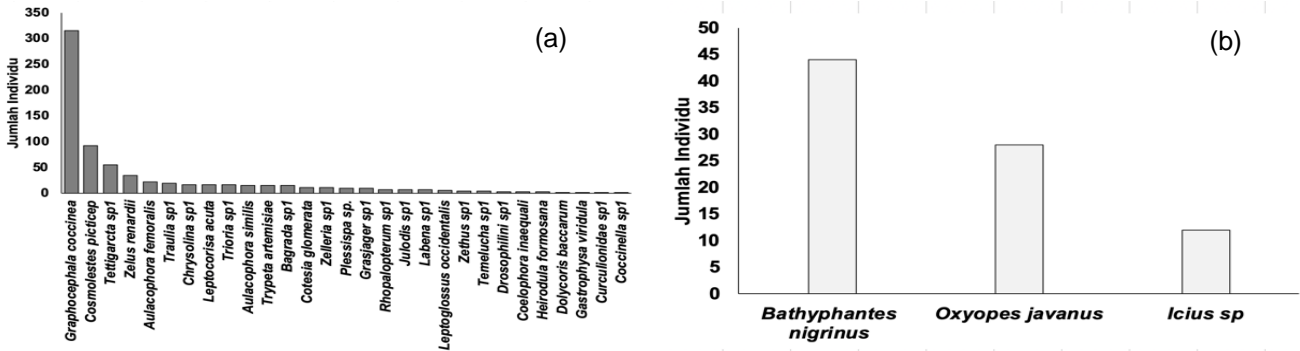 (a)
Jumlah Individu
350
300
250
200
150
100
50
0
Graphocephala coccinea
Cosmolestes picticep
Tettigarcta sp1
Zelus renardii
Aulacophora femoralis
Traulia sp1
Chrysolina sp1
Leptocorisa acuta
Trioria sp1
Aulacophora similis
Trypeta artemisiae
Bagrada sp1
Cotesia glomerata
Zelleria sp1
Plessispa sp.
Grasjager sp1
Rhopalopterum sp1
Julodis sp1
Labena sp1
Leptoglossus occidentalis
Zethus sp1
Temelucha sp1
Drosophilini sp1
Coelophora inaequali
Heirodula formosana
Dolycoris baccarum
Gastrophysa viridula
Curculionidae sp1
Coccinella sp1
(b)
Jumlah Individu
50
45
40
35
30
25
20
15
10
5
0
Bathyphantes
nigrinus
Oxyopes javanus
Icius sp